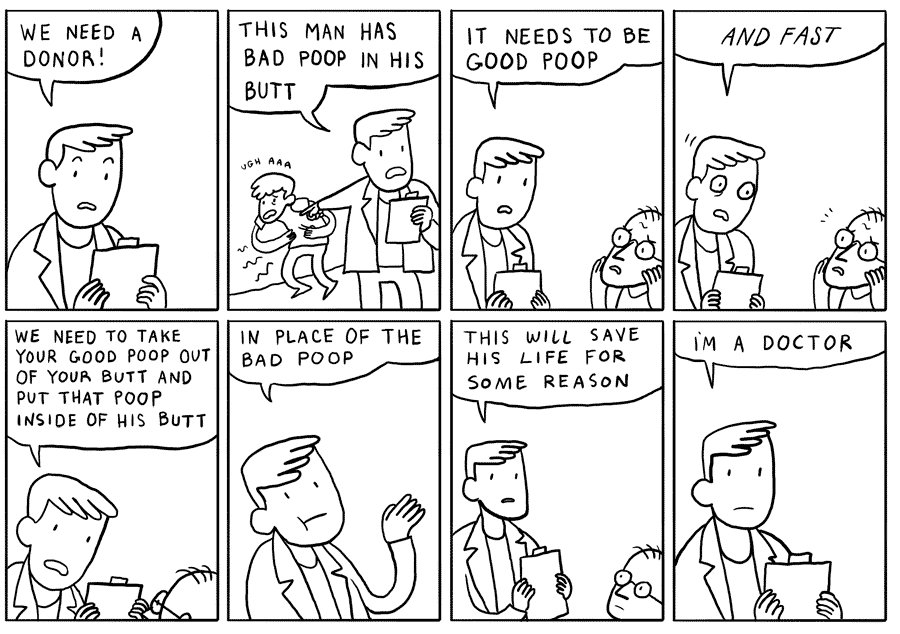 WE NEED A
DONOR!
THIS MAN HAS
BAD POOP IN HIS
BUTT
UGH AAA
IT NEEDS TO BE
GOOD POOP
AND FAST
WE NEED TO TAKE
YOUR GOOD POOP OUT
OF YOUR BUTT AND
PUT THAT POOP
INSIDE OF HIS BUTT
IN PLACE OF THE
BAD POOP
THIS WILL SAVE
HIS LIFE FOR
SOME REASON
I'M A DOCTOR